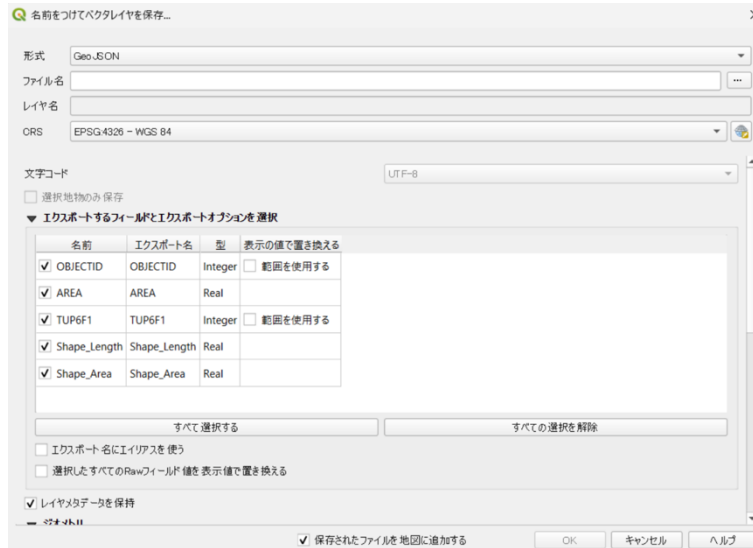 名前をつけてベクタレイヤを保存...
形式 GeoJSON
ファイル名 ...
レイヤ名
CRS EPSG:4326 - WGS 84
文字コード UTF-8
選択地物のみ保存
エクスポートするフィールドとエクスポートオプションを選択
名前 エクスポート名 型 表示の値で置き換える
OBJECTID OBJECTID Integer 範囲を使用する
AREA AREA Real
TUP6F1 TUP6F1 Integer 範囲を使用する
Shape_Length Shape_Length Real
Shape_Area Shape_Area Real
すべて選択する すべての選択を解除
エクスポート名にエイリアスを使う
選択したすべてのRawフィールド値を表示値で置き換える
レイヤメタデータを保持
ジオメトリ
保存されたファイルを地図に追加する OK キャンセル ヘルプ